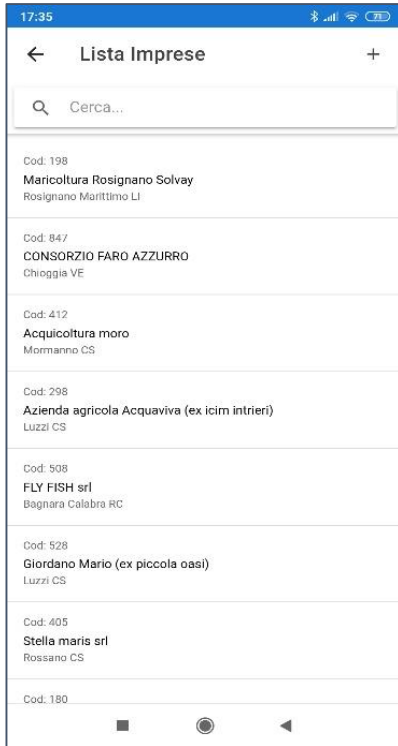 17:35
71
Lista Imprese
Cerca...
Cod: 198
Maricoltura Rosignano Solvay
Rosignano Marittimo LI
Cod: 847
CONSORZIO FARO AZZURRO
Chioggia VE
Cod: 412
Acquicoltura moro
Mormanno CS
Cod: 298
Azienda agricola Acquaviva (ex icim intrieri)
Luzzi CS
Cod: 508
FLY FISH srl
Bagnara Calabra RC
Cod: 528
Giordano Mario (ex piccola oasi)
Luzzi CS
Cod: 405
Stella maris srl
Rossano CS
Cod: 180